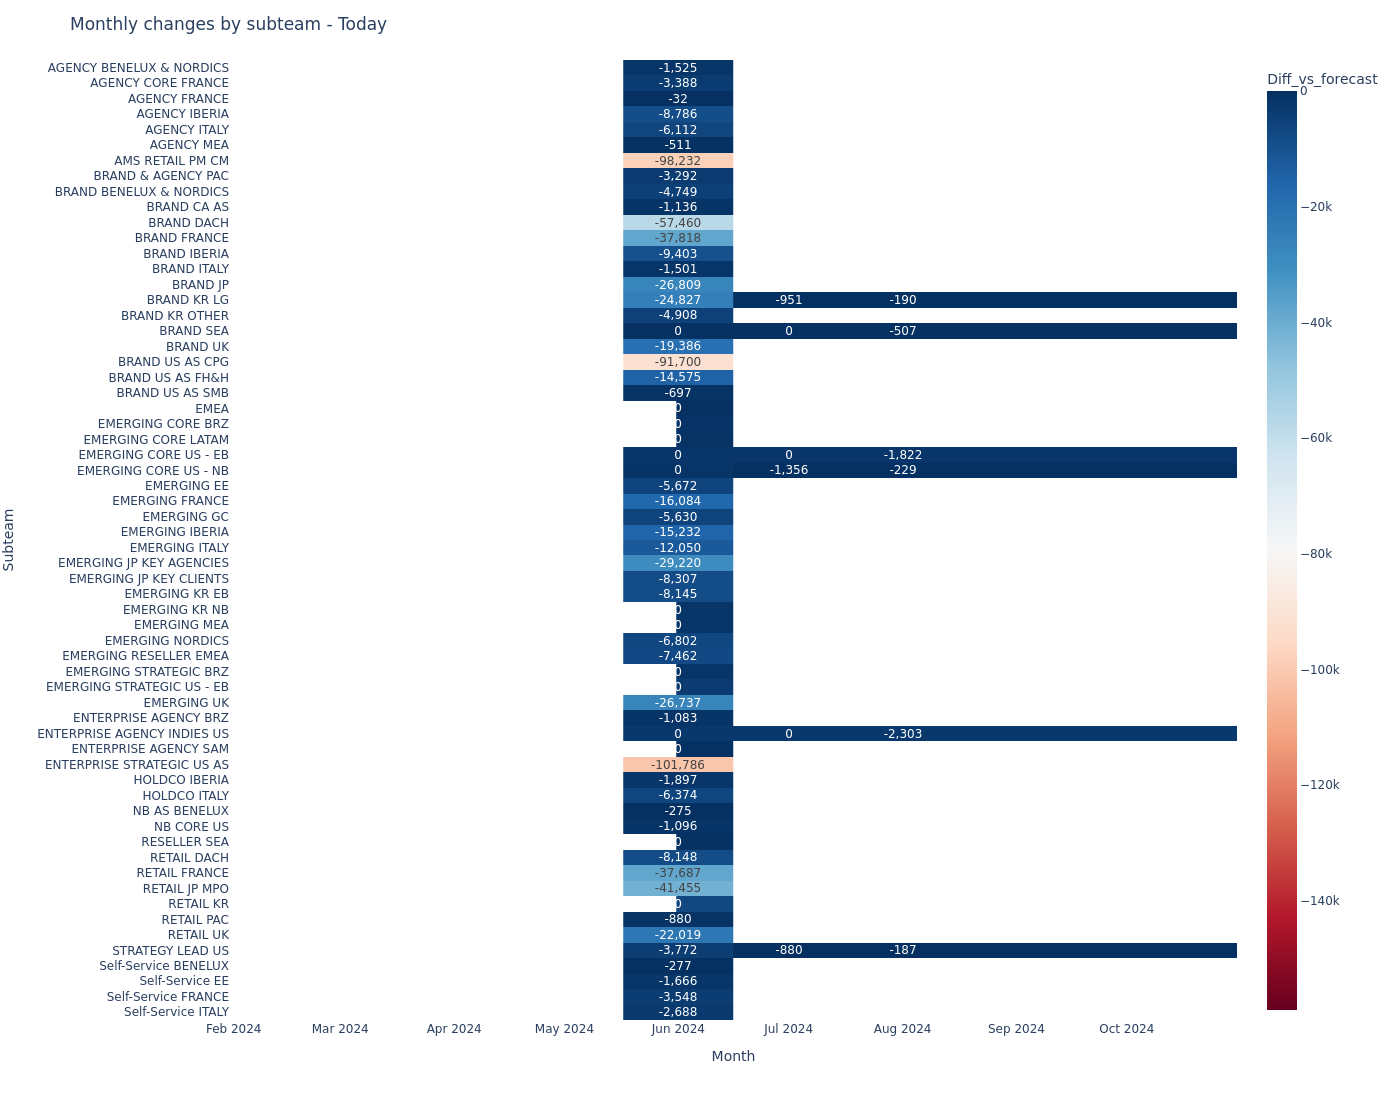 Monthly changes by subteam - Today
Diff_vs_forecast
AGENCY BENELUX & NORDICS -1,525
AGENCY CORE FRANCE -3,388
AGENCY FRANCE -32
AGENCY IBERIA -8,786
AGENCY ITALY -6,112
AGENCY MEA -511
AMS RETAIL PM CM -98,232
BRAND & AGENCY PAC -3,292
BRAND BENELUX & NORDICS -4,749
BRAND CA AS -1,136
BRAND DACH -57,460
BRAND FRANCE -37,818
BRAND IBERIA -9,403
BRAND ITALY -1,501
BRAND JP -26,809
BRAND KR LG -24,827 -951 -190
BRAND KR OTHER -4,908
BRAND SEA 0 0 -507
BRAND UK -19,386
BRAND US AS CPG -91,700
BRAND US AS FH&H -14,575
BRAND US AS SMB -697
EMEA 0
EMERGING CORE BRZ 0
EMERGING CORE LATAM 0
EMERGING CORE US - EB 0 0 -1,822
EMERGING CORE US - NB 0 -1,356 -229
EMERGING EE -5,672
EMERGING FRANCE -16,084
EMERGING GC -5,630
EMERGING IBERIA -15,232
EMERGING ITALY -12,050
EMERGING JP KEY AGENCIES -29,220
EMERGING JP KEY CLIENTS -8,307
EMERGING KR EB -8,145
EMERGING KR NB 0
EMERGING MEA 0
EMERGING NORDICS -6,802
EMERGING RESELLER EMEA -7,462
EMERGING STRATEGIC BRZ 0
EMERGING STRATEGIC US - EB 0
EMERGING UK -26,737
ENTERPRISE AGENCY BRZ -1,083
ENTERPRISE AGENCY INDIES US 0 0 -2,303
ENTERPRISE AGENCY SAM 0
ENTERPRISE STRATEGIC US AS -101,786
HOLDCO IBERIA -1,897
HOLDCO ITALY -6,374
NB AS BENELUX -275
NB CORE US -1,096
RESELLER SEA 0
RETAIL DACH -8,148
RETAIL FRANCE -37,687
RETAIL JP MPO -41,455
RETAIL KR 0
RETAIL PAC -880
RETAIL UK -22,019
STRATEGY LEAD US -3,772 -880 -187
Self-Service BENELUX -277
Self-Service EE -1,666
Self-Service FRANCE -3,548
Self-Service ITALY -2,688
Feb 2024 Mar 2024 Apr 2024 May 2024 Jun 2024 Jul 2024 Aug 2024 Sep 2024 Oct 2024
Month
Subteam
0
−20k
−40k
−60k
−80k
−100k
−120k
−140k